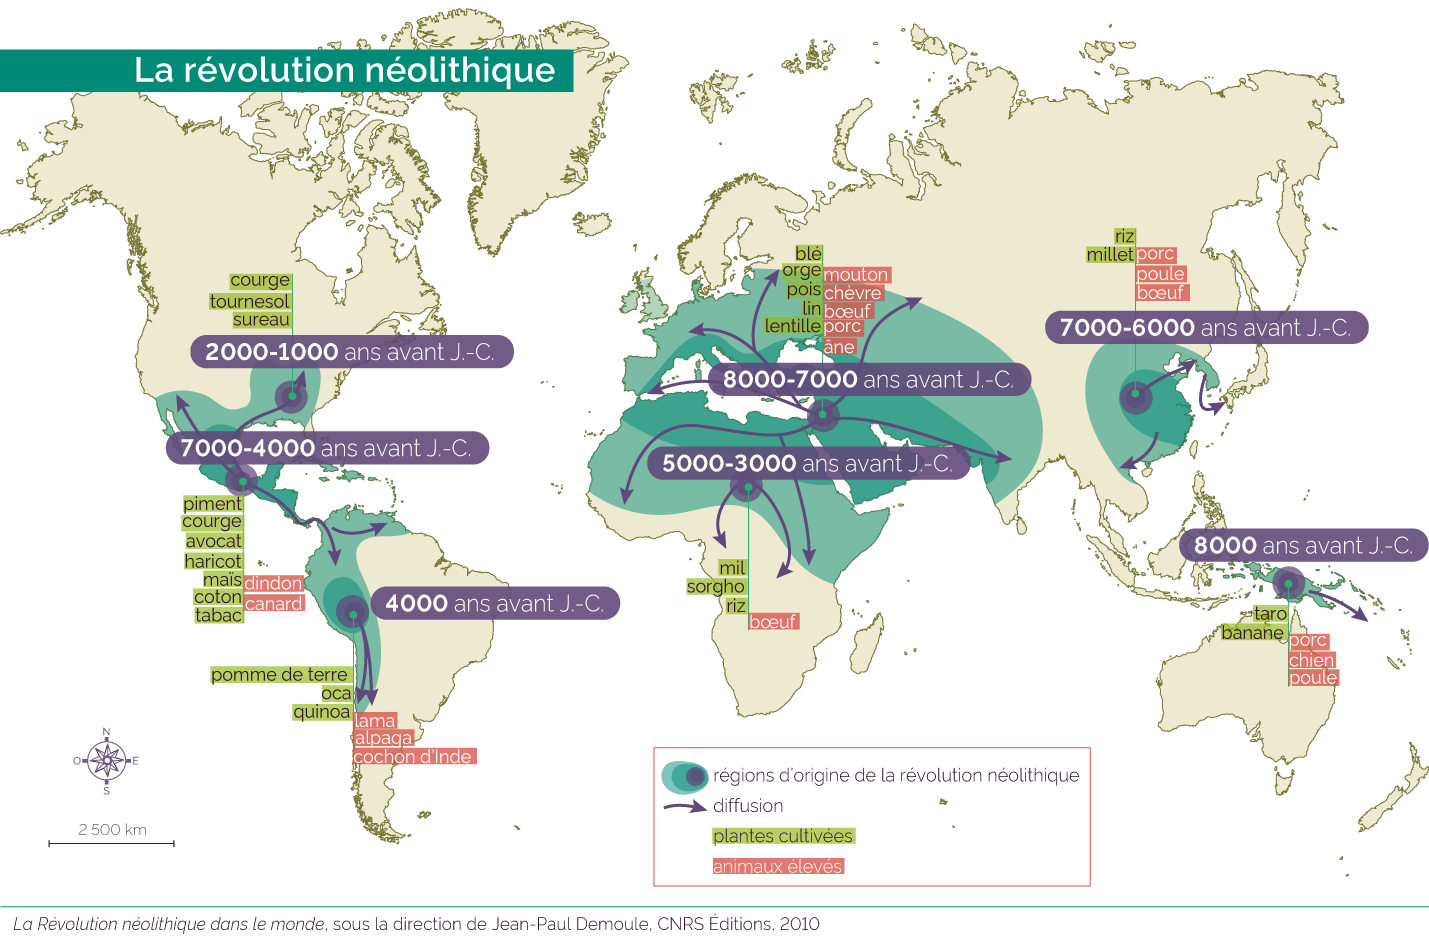 La révolution néolithique
courge
tournesol
sureau
2000-1000 ans avant J.-C.
7000-4000 ans avant J.-C.
piment
courge
avocat
haricot
maïs
coton
tabac
dindon
canard
4000 ans avant J.-C.
pomme de terre
oca
quinoa
lama
alpaga
cochon d'Inde
blé
orge
pois
lin
lentille
mouton
chèvre
bœuf
porc
âne
8000-7000 ans avant J.-C.
5000-3000 ans avant J.-C.
mil
sorgho
riz
bœuf
riz
millet
porc
poule
bœuf
7000-6000 ans avant J.-C.
8000 ans avant J.-C.
taro
banane
porc
chien
poule
N
O
E
S
2 500 km
régions d'origine de la révolution néolithique
diffusion
plantes cultivées
animaux élevés
La Révolution néolithique dans le monde, sous la direction de Jean-Paul Demoule, CNRS Éditions, 2010